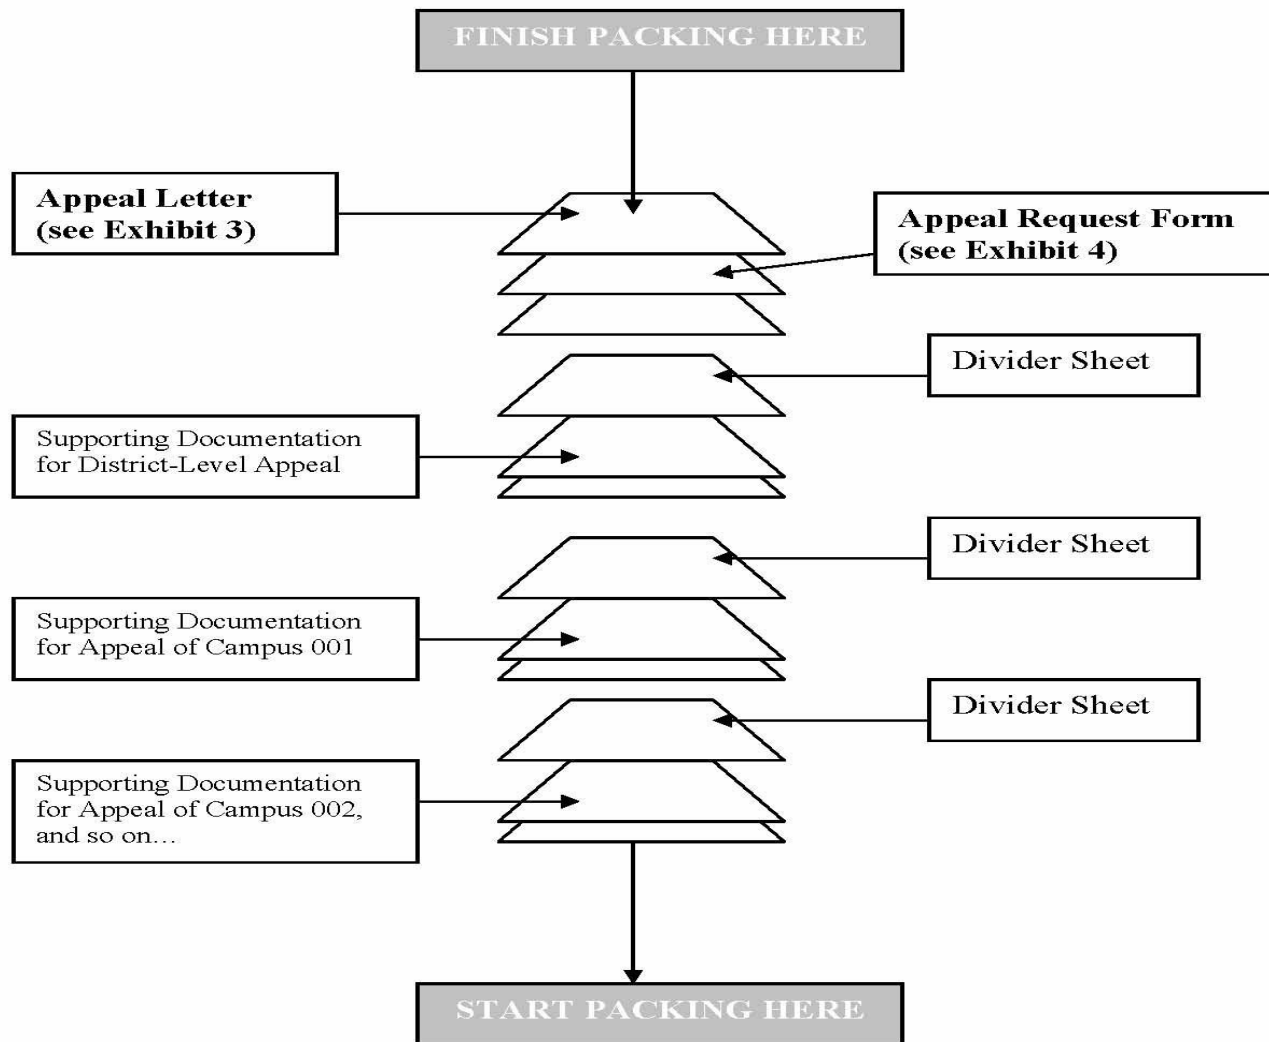 FINISH PACKING HERE
Appeal Letter
(see Exhibit 3)
Appeal Request Form
(see Exhibit 4)
Divider Sheet
Supporting Documentation
for District-Level Appeal
Divider Sheet
Supporting Documentation
for Appeal of Campus 001
Divider Sheet
Supporting Documentation
for Appeal of Campus 002,
and so on...
START PACKING HERE